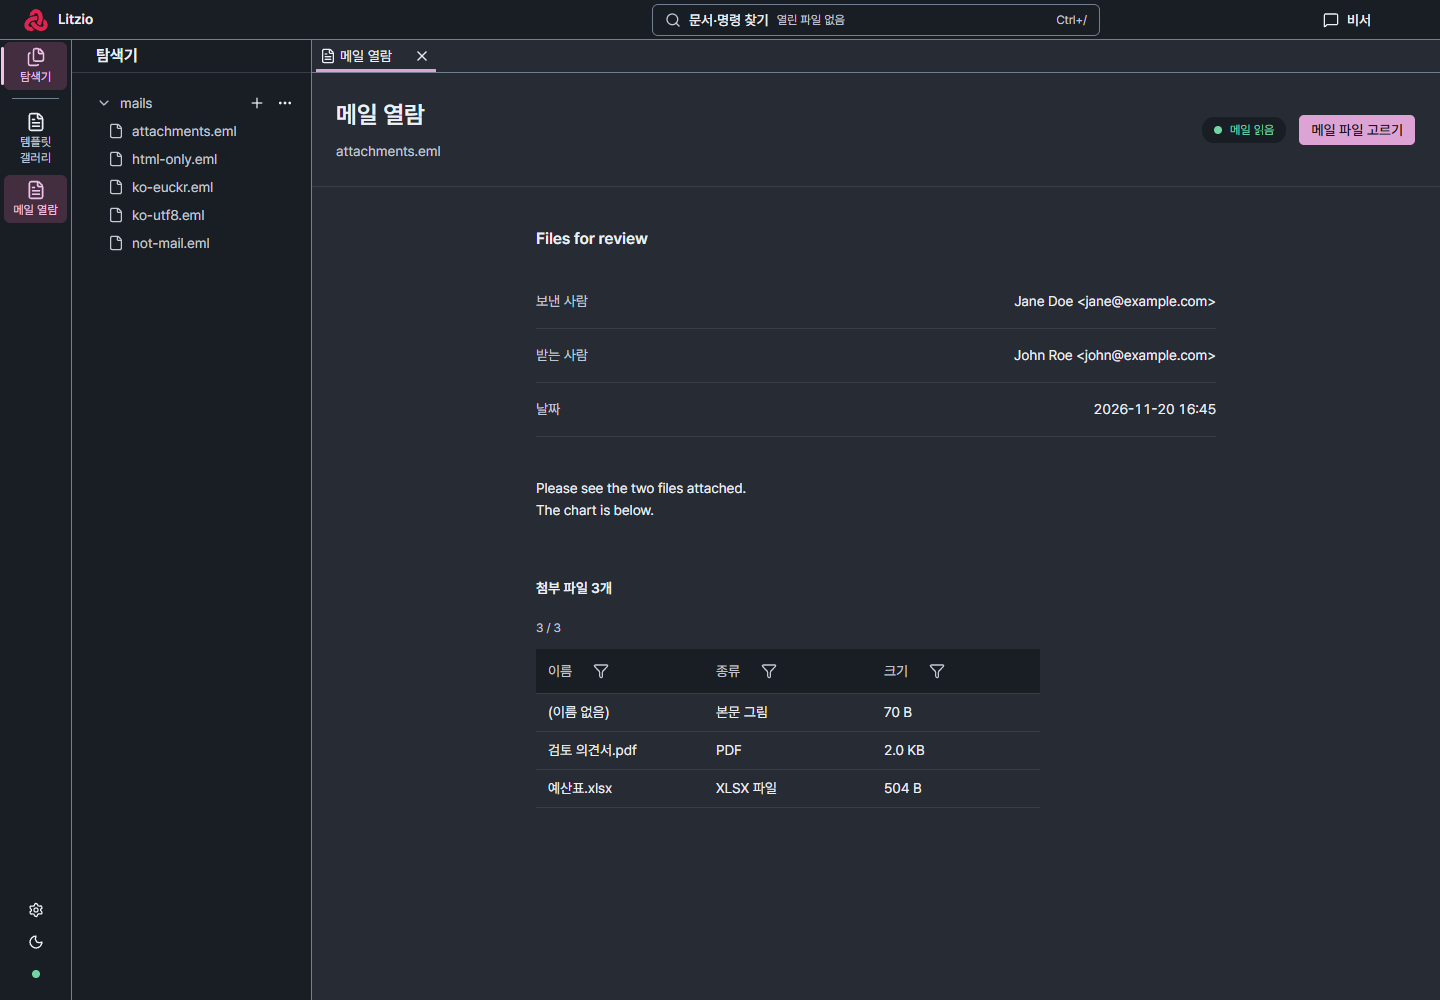 Litzio
문서·명령 찾기 열린 파일 없음 Ctrl+/
비서
탐색기
템플릿
갤러리
메일 열람
탐색기
mails
attachments.eml
html-only.eml
ko-euckr.eml
ko-utf8.eml
not-mail.eml
메일 열람
메일 열람
attachments.eml
메일 읽음
메일 파일 고르기
Files for review
보낸 사람 Jane Doe <jane@example.com>
받는 사람 John Roe <john@example.com>
날짜 2026-11-20 16:45
Please see the two files attached.
The chart is below.
첨부 파일 3개
3 / 3
이름 종류 크기
(이름 없음) 본문 그림 70 B
검토 의견서.pdf PDF 2.0 KB
예산표.xlsx XLSX 파일 504 B